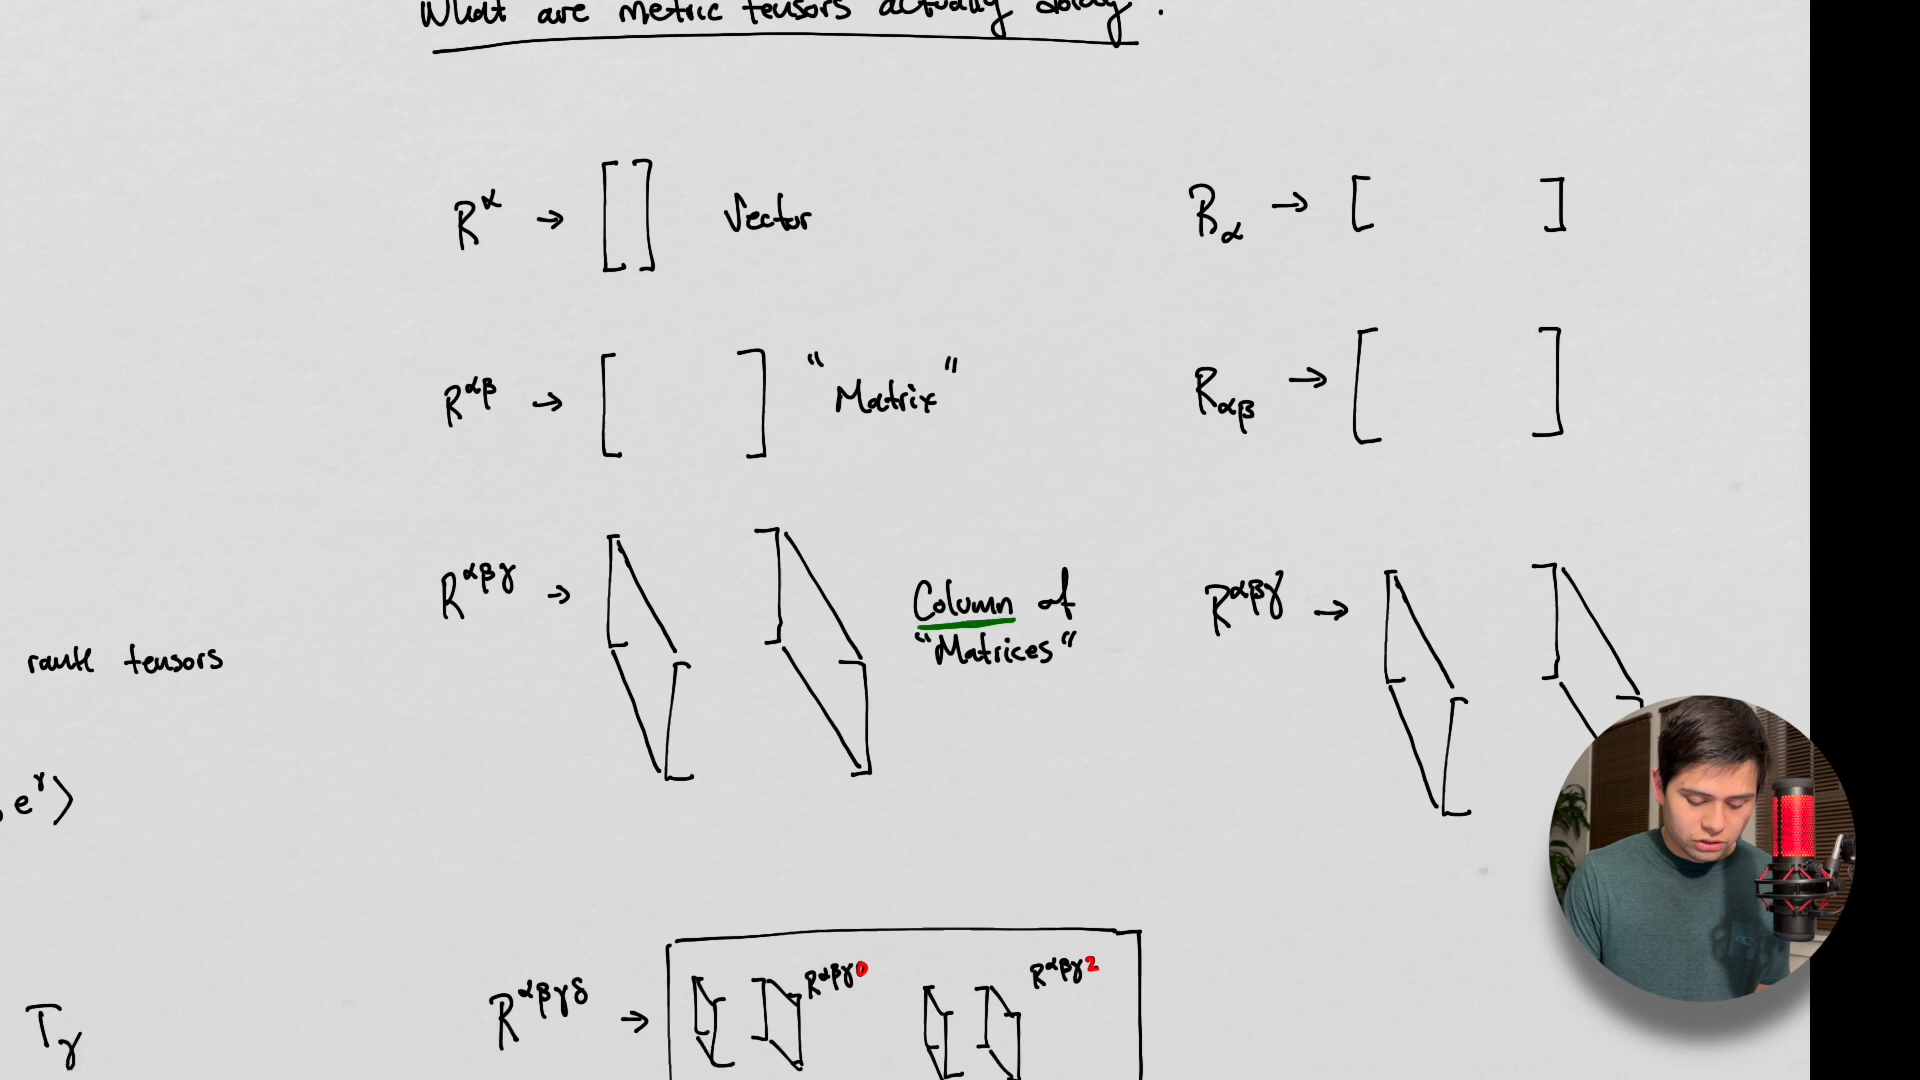 What are metric tensors actually doing?
R^α → [ ] Vector
R_α → [ ]
R^αβ → [ ] "Matrix"
R_αβ → [ ]
R^αβγ → Column of
"Matrices"
R^αβγ →
rank tensors
e^γ⟩
R^αβγδ → R^αβγ0 R^αβγ2
T_γ